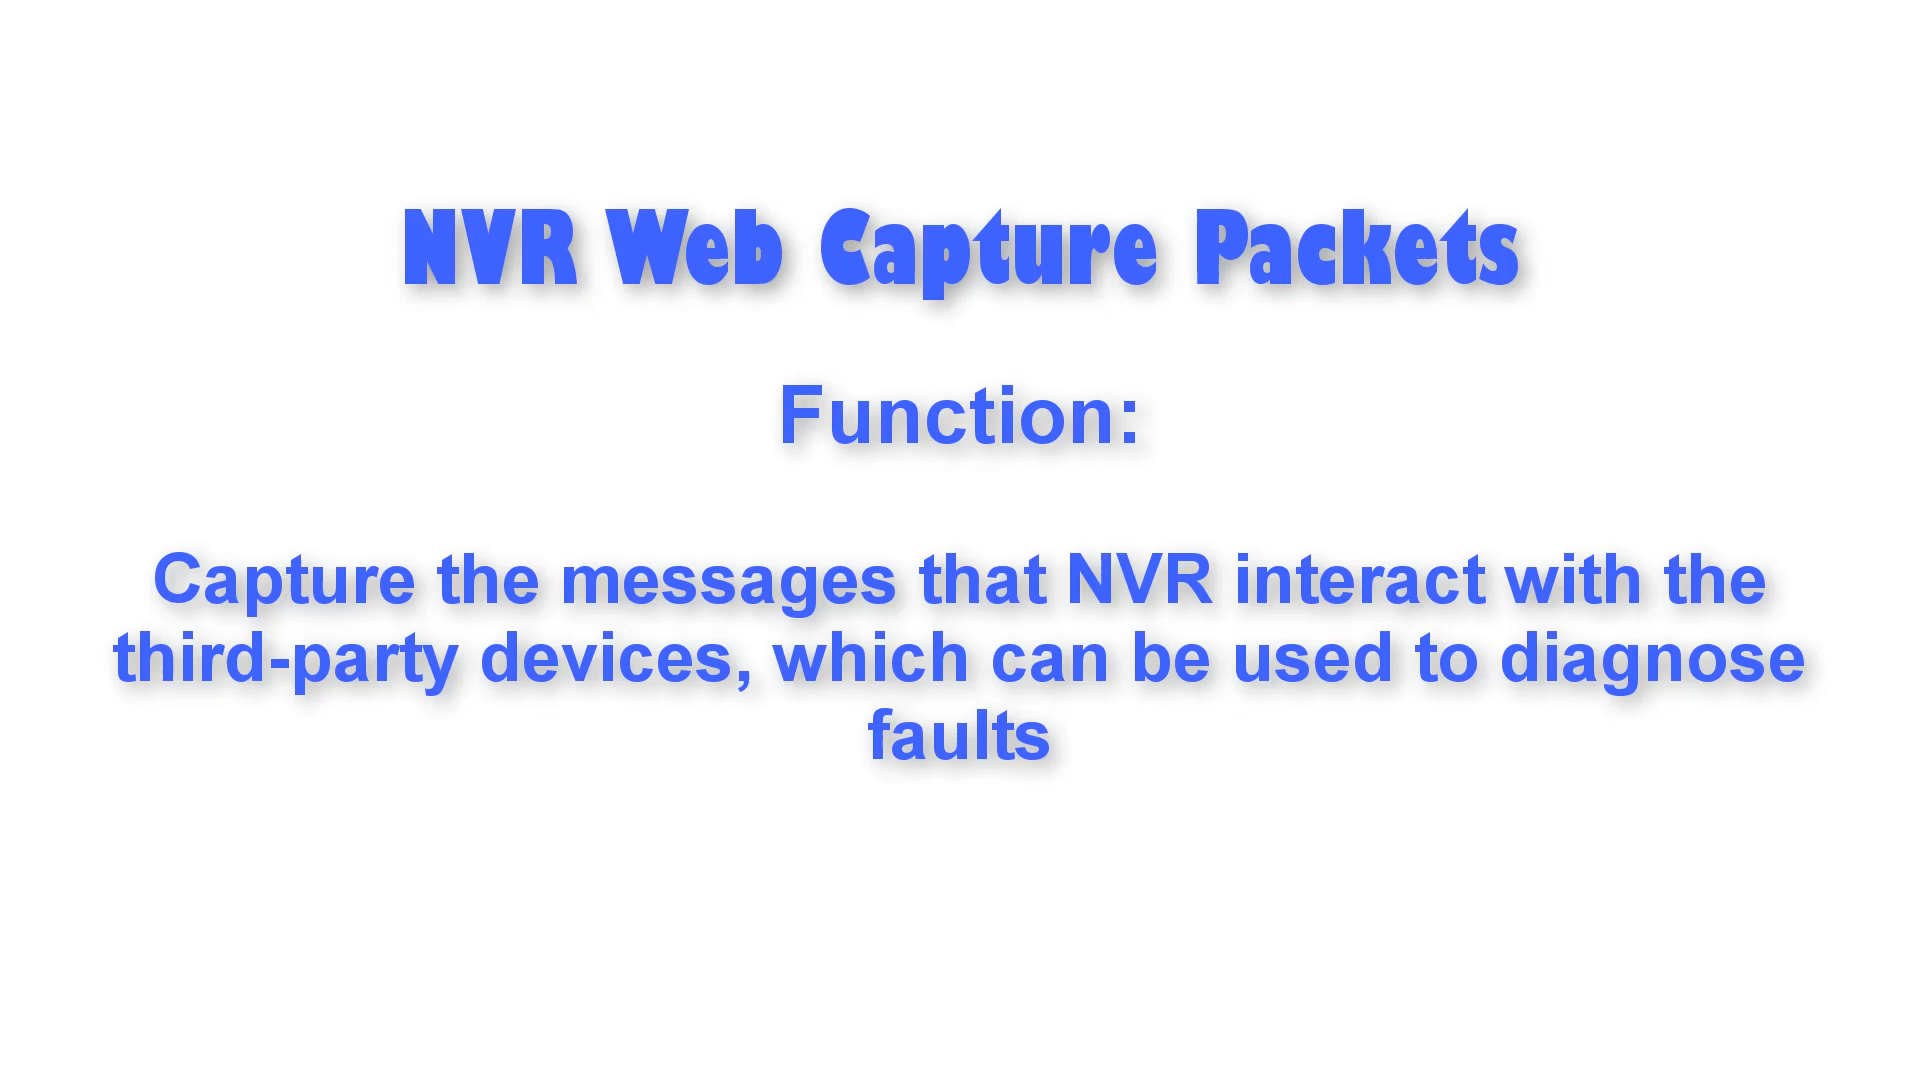 NVR Web Capture Packets
Function:
Capture the messages that NVR interact with the
third-party devices, which can be used to diagnose
faults